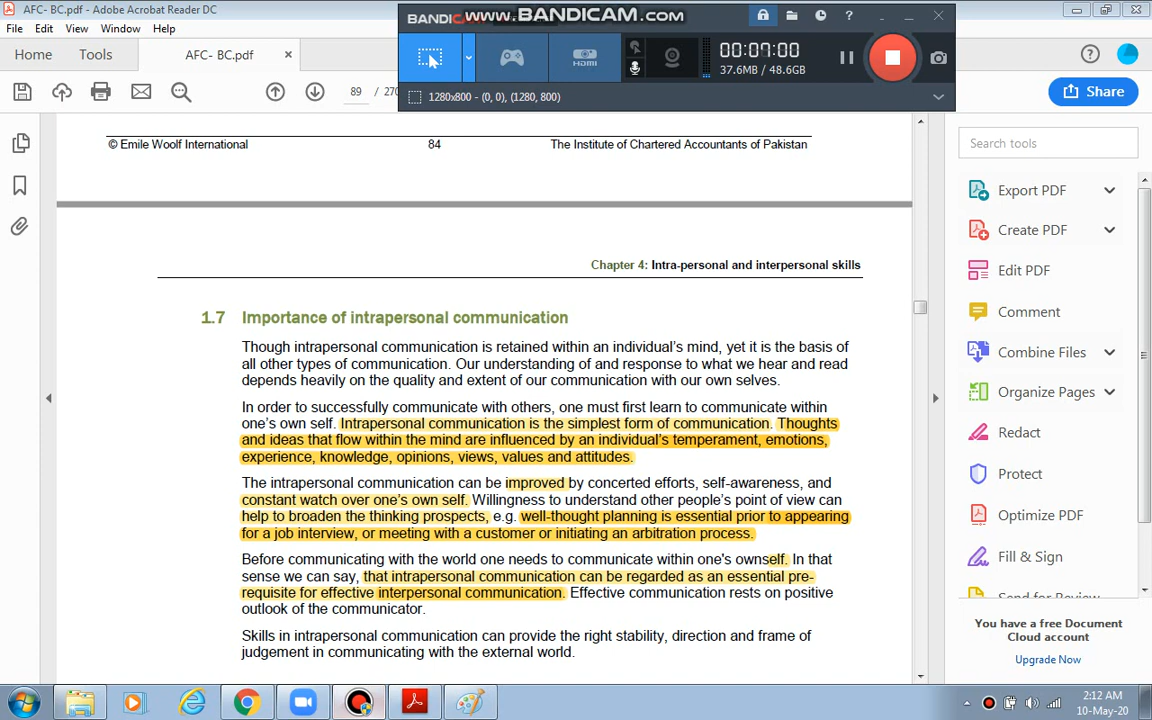 AFC- BC.pdf - Adobe Acrobat Reader DC
BANDICAM WWW.BANDICAM.COM
File Edit View Window Help
Home Tools AFC- BC.pdf ×
00:07:00
37.6MB / 48.6GB
HDMI
89 / 270
1280x800 - (0, 0), (1280, 800)
Share
© Emile Woolf International 84 The Institute of Chartered Accountants of Pakistan
Chapter 4: Intra-personal and interpersonal skills
1.7 Importance of intrapersonal communication
Though intrapersonal communication is retained within an individual's mind, yet it is the basis of
all other types of communication. Our understanding of and response to what we hear and read
depends heavily on the quality and extent of our communication with our own selves.
In order to successfully communicate with others, one must first learn to communicate within
one's own self. Intrapersonal communication is the simplest form of communication. Thoughts
and ideas that flow within the mind are influenced by an individual's temperament, emotions,
experience, knowledge, opinions, views, values and attitudes.
The intrapersonal communication can be improved by concerted efforts, self-awareness, and
constant watch over one's own self. Willingness to understand other people's point of view can
help to broaden the thinking prospects, e.g. well-thought planning is essential prior to appearing
for a job interview, or meeting with a customer or initiating an arbitration process.
Before communicating with the world one needs to communicate within one's ownself. In that
sense we can say, that intrapersonal communication can be regarded as an essential pre-
requisite for effective interpersonal communication. Effective communication rests on positive
outlook of the communicator.
Skills in intrapersonal communication can provide the right stability, direction and frame of
judgement in communicating with the external world.
Search tools
Export PDF
Create PDF
Edit PDF
Comment
Combine Files
Organize Pages
Redact
Protect
Optimize PDF
Fill & Sign
Send for Review
You have a free Document
Cloud account
Upgrade Now
2:12 AM
10-May-20